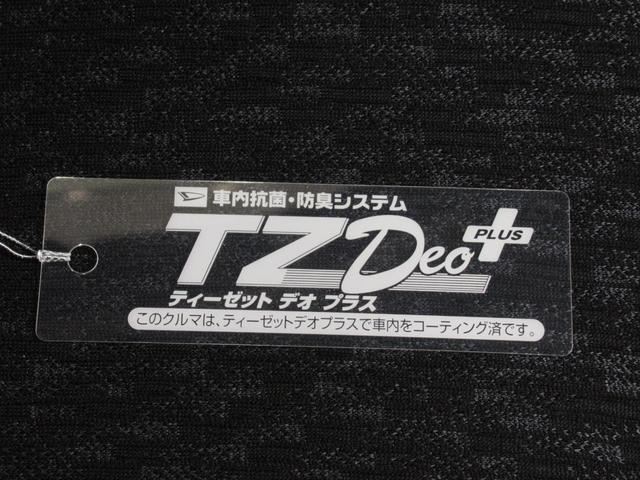 車内抗菌・防臭システム
TZ Deo PLUS
ティーゼット デオ プラス
このクルマは、ティーゼットデオプラスで車内をコーティング済です。